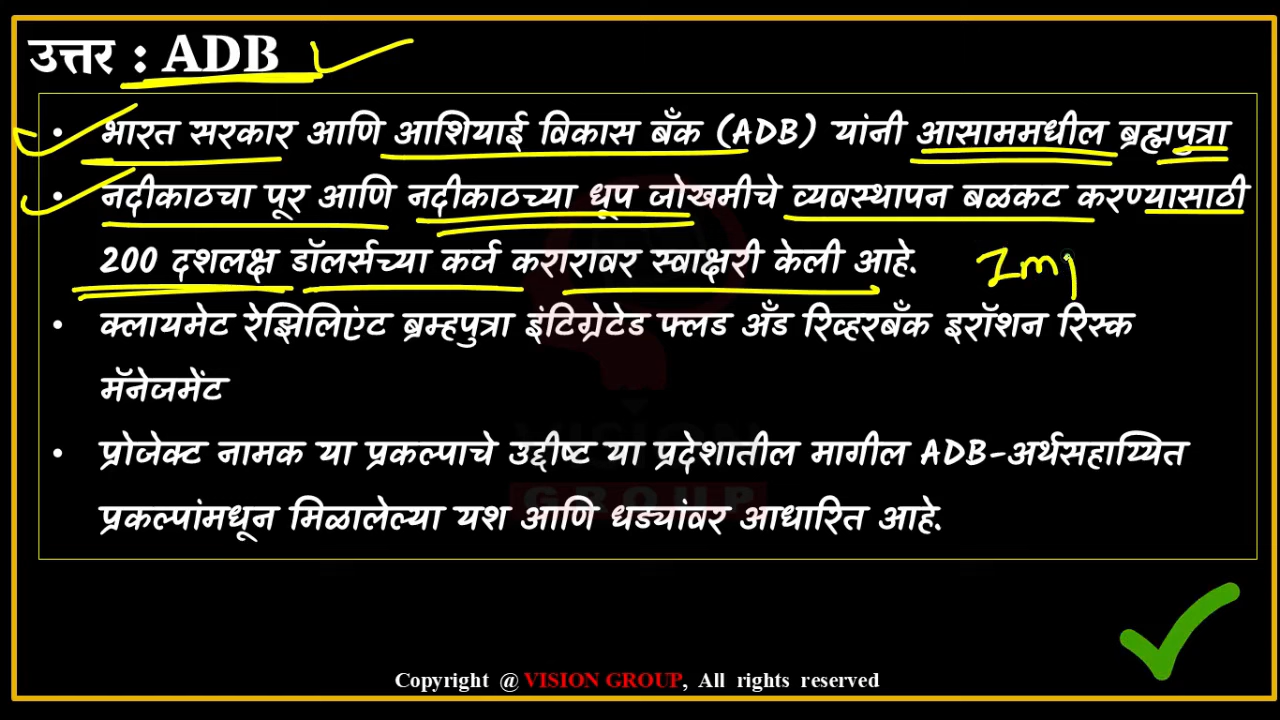 उत्तर : ADB
• भारत सरकार आणि आशियाई विकास बँक (ADB) यांनी आसाममधील ब्रह्मपुत्रा
• नदीकाठचा पूर आणि नदीकाठच्या धूप जोखमीचे व्यवस्थापन बळकट करण्यासाठी
200 दशलक्ष डॉलर्सच्या कर्ज करारावर स्वाक्षरी केली आहे. Imp
• क्लायमेट रेझिलिएंट ब्रम्हपुत्रा इंटिग्रेटेड फ्लड अँड रिव्हरबँक इरॉशन रिस्क
मॅनेजमेंट
• प्रोजेक्ट नामक या प्रकल्पाचे उद्दीष्ट या प्रदेशातील मागील ADB-अर्थसहाय्यित
प्रकल्पांमधून मिळालेल्या यश आणि धड्यांवर आधारित आहे.
VISION
GROUP
Copyright @ VISION GROUP, All rights reserved